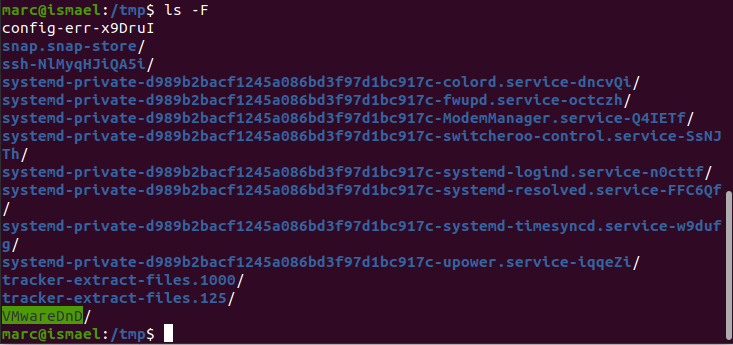 marc@ismael:/tmp$ ls -F
config-err-x9DruI
snap.snap-store/
ssh-NlMyqHJiQA5i/
systemd-private-d989b2bacf1245a086bd3f97d1bc917c-colord.service-dncvQi/
systemd-private-d989b2bacf1245a086bd3f97d1bc917c-fwupd.service-octczh/
systemd-private-d989b2bacf1245a086bd3f97d1bc917c-ModemManager.service-Q4IETf/
systemd-private-d989b2bacf1245a086bd3f97d1bc917c-switcheroo-control.service-SsNJ
Th/
systemd-private-d989b2bacf1245a086bd3f97d1bc917c-systemd-logind.service-n0cttf/
systemd-private-d989b2bacf1245a086bd3f97d1bc917c-systemd-resolved.service-FFC6Qf
/
systemd-private-d989b2bacf1245a086bd3f97d1bc917c-systemd-timesyncd.service-w9duf
g/
systemd-private-d989b2bacf1245a086bd3f97d1bc917c-upower.service-iqqeZi/
tracker-extract-files.1000/
tracker-extract-files.125/
VMwareDnD/
marc@ismael:/tmp$